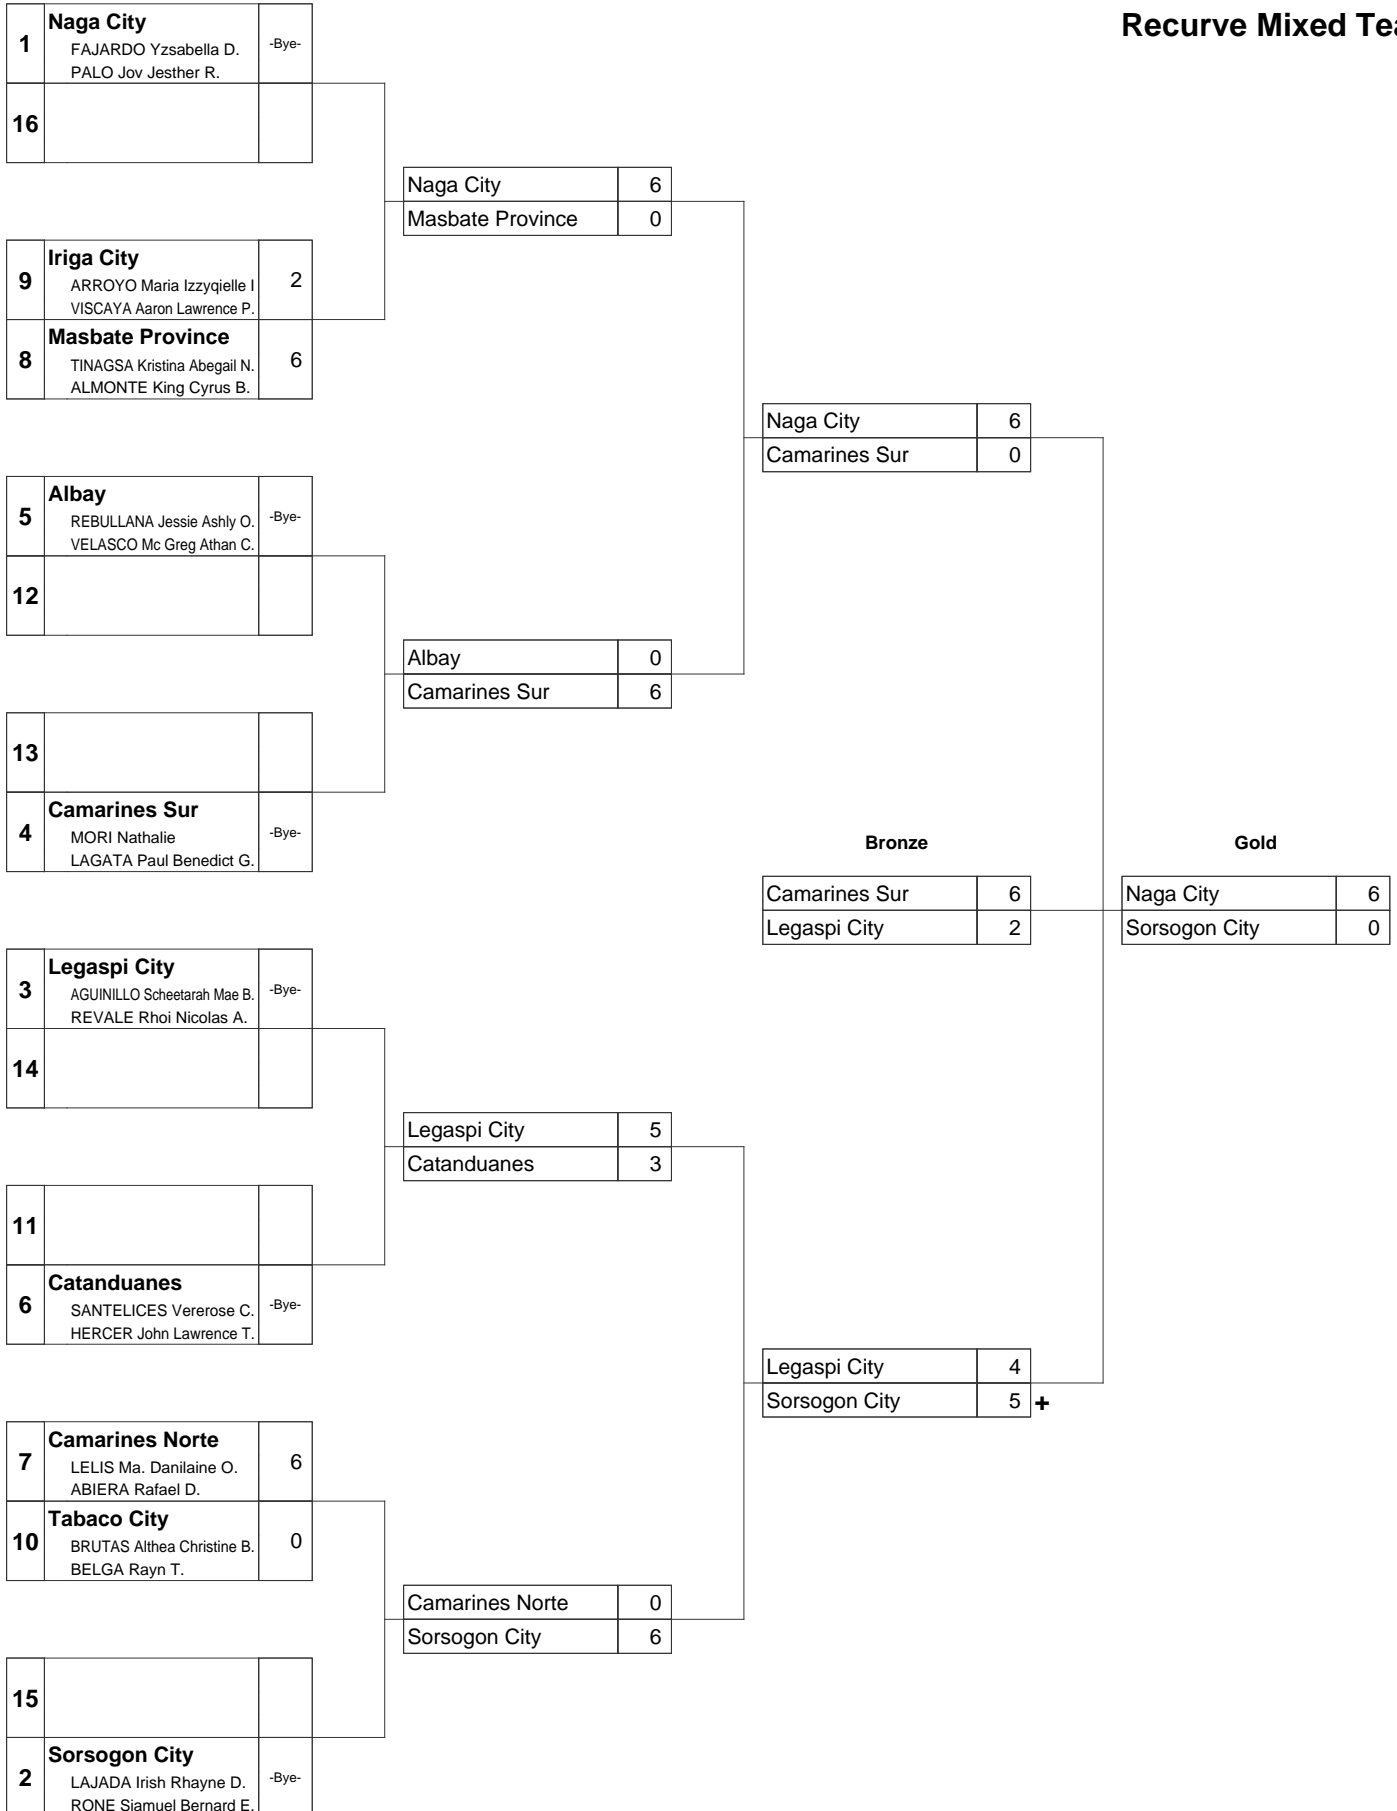 Recurve Mixed Tea
1
Naga City
FAJARDO Yzsabella D.
PALO Jov Jesther R.
-Bye-
16
Naga City 6
Masbate Province 0
9
Iriga City
ARROYO Maria Izzyqielle I
VISCAYA Aaron Lawrence P.
2
8
Masbate Province
TINAGSA Kristina Abegail N.
ALMONTE King Cyrus B.
6
Naga City 6
Camarines Sur 0
5
Albay
REBULLANA Jessie Ashly O.
VELASCO Mc Greg Athan C.
-Bye-
12
Albay 0
Camarines Sur 6
13
4
Camarines Sur
MORI Nathalie
LAGATA Paul Benedict G.
-Bye-
Bronze
Camarines Sur 6
Legaspi City 2
Gold
Naga City 6
Sorsogon City 0
3
Legaspi City
AGUINILLO Scheetarah Mae B.
REVALE Rhoi Nicolas A.
-Bye-
14
Legaspi City 5
Catanduanes 3
11
6
Catanduanes
SANTELICES Vererose C.
HERCER John Lawrence T.
-Bye-
Legaspi City 4
Sorsogon City 5 +
7
Camarines Norte
LELIS Ma. Danilaine O.
ABIERA Rafael D.
6
10
Tabaco City
BRUTAS Althea Christine B.
BELGA Rayn T.
0
Camarines Norte 0
Sorsogon City 6
15
2
Sorsogon City
LAJADA Irish Rhayne D.
RONE Siamuel Bernard E.
-Bye-